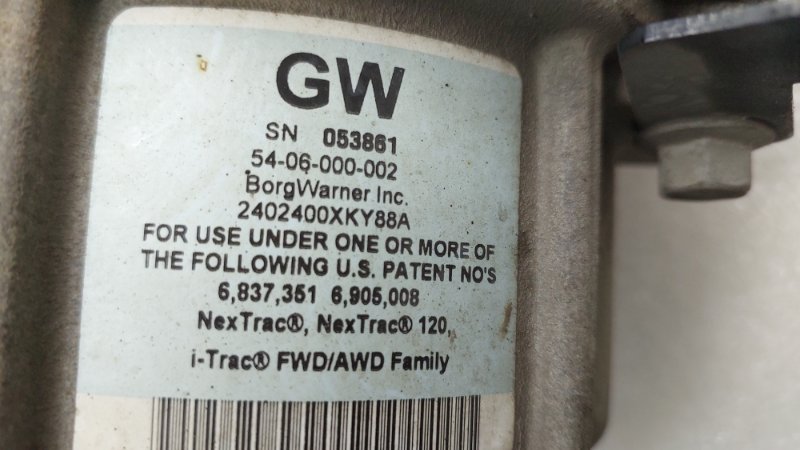 GW
SN 053861
54-06-000-002
BorgWarner Inc.
2402400XKY88A
FOR USE UNDER ONE OR MORE OF
THE FOLLOWING U.S. PATENT NO'S
6,837,351 6,905,008
NexTrac®, NexTrac® 120,
i-Trac® FWD/AWD Family